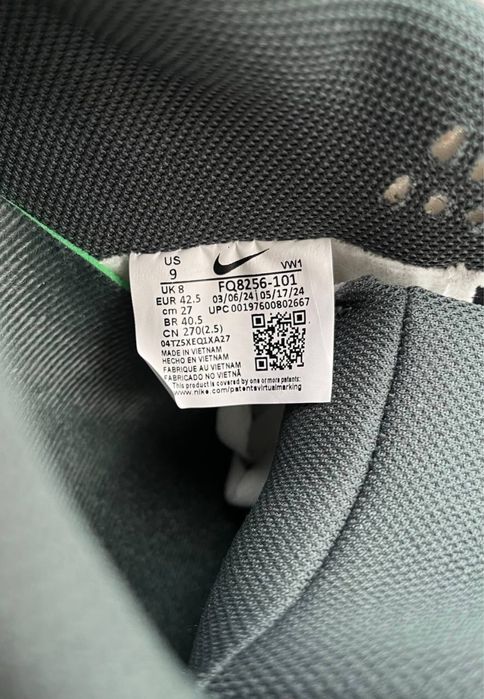 US
9
VW1
UK 8
FQ8256-101
EUR 42.5
03/06/24 | 05/17/24
cm 27
UPC 00197600802667
BR 40.5
CN 270(2.5)
04TZ5XEQ1XA27
MADE IN VIETNAM
HECHO EN VIETNAM
FABRIQUE AU VIETNAM
FABRICADO NO VIETNÃ
This product is covered by one or more patents:
www.nike.com/patentsvirtualmarking